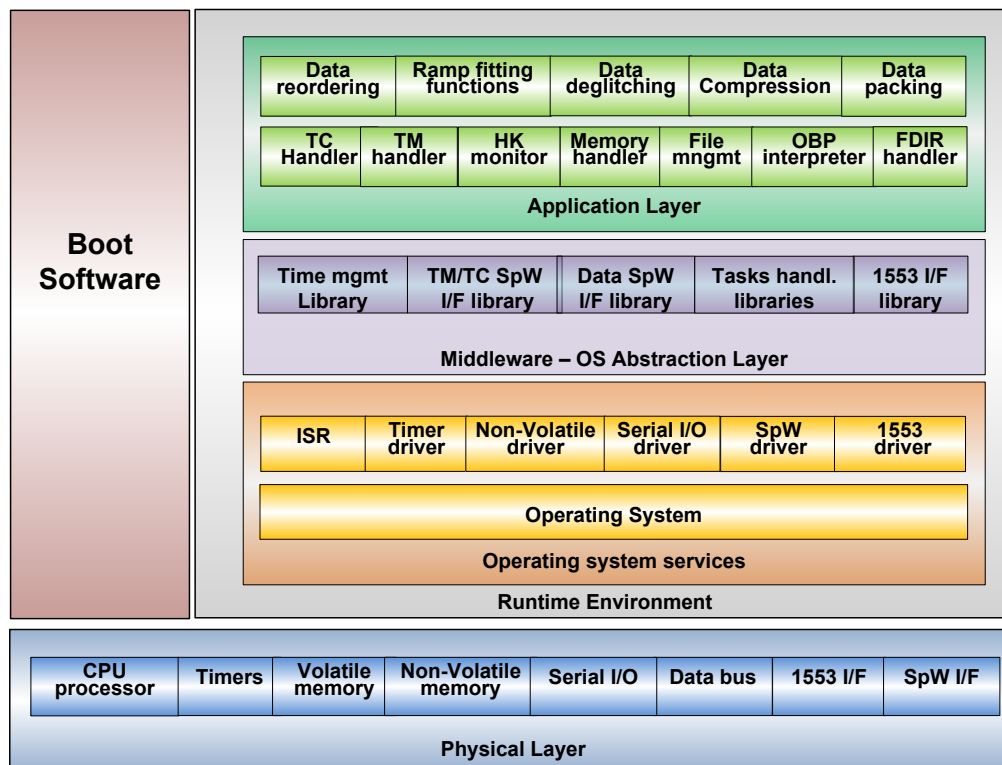 Boot
Software
Data
reordering
Ramp fitting
functions
Data
deglitching
Data
Compression
Data
packing
TC
Handler
TM
handler
HK
monitor
Memory
handler
File
mngmt
OBP
interpreter
FDIR
handler
Application Layer
Time mgmt
Library
TM/TC SpW
I/F library
Data SpW
I/F library
Tasks handl.
libraries
1553 I/F
library
Middleware – OS Abstraction Layer
ISR
Timer
driver
Non-Volatile
driver
Serial I/O
driver
SpW
driver
1553
driver
Operating System
Operating system services
Runtime Environment
CPU
processor
Timers
Volatile
memory
Non-Volatile
memory
Serial I/O
Data bus
1553 I/F
SpW I/F
Physical Layer